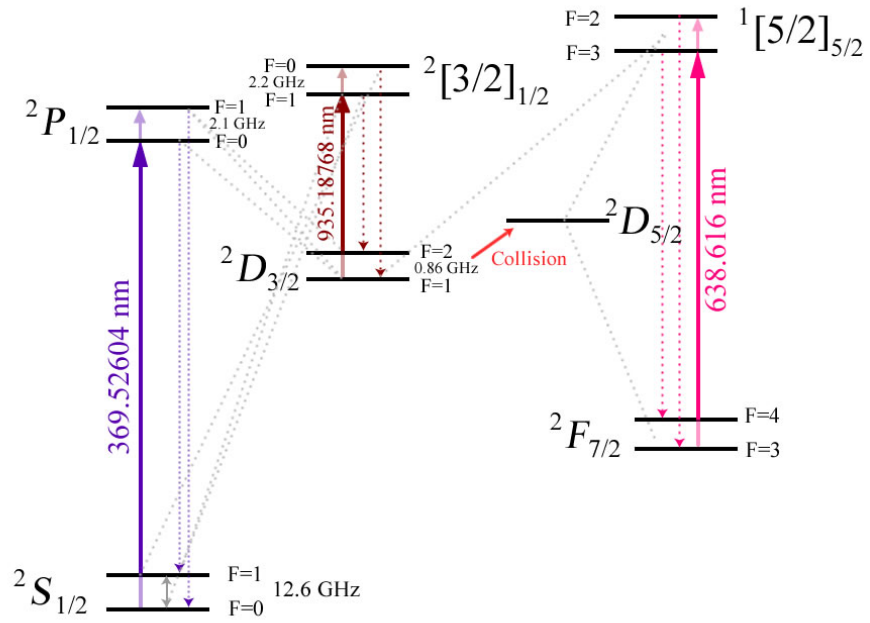 F=2
1[5/2]5/2
F=3
F=0
2.2 GHz
F=1
2[3/2]1/2
2P1/2
F=1
2.1 GHz
F=0
935.18768 nm
2D5/2
2D3/2
F=2
0.86 GHz
F=1
Collision
638.616 nm
369.52604 nm
2F7/2
F=4
F=3
2S1/2
F=1
12.6 GHz
F=0